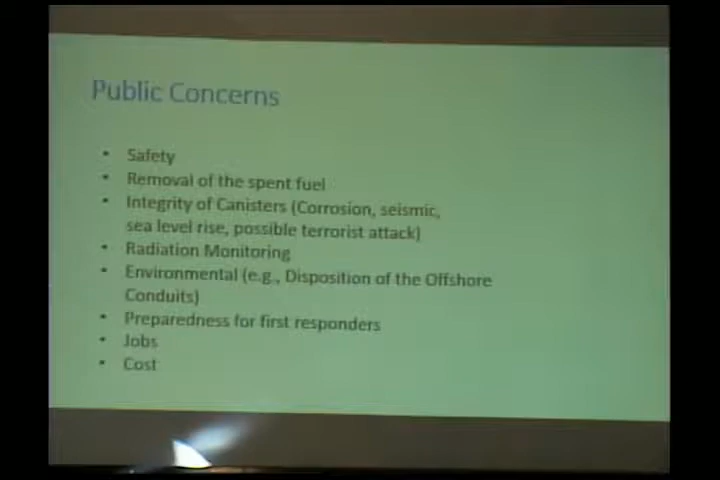 Public Concerns
• Safety
• Removal of the spent fuel
• Integrity of Canisters (Corrosion, seismic,
sea level rise, possible terrorist attack)
• Radiation Monitoring
• Environmental (e.g., Disposition of the Offshore
Conduits)
• Preparedness for first responders
• Jobs
• Cost